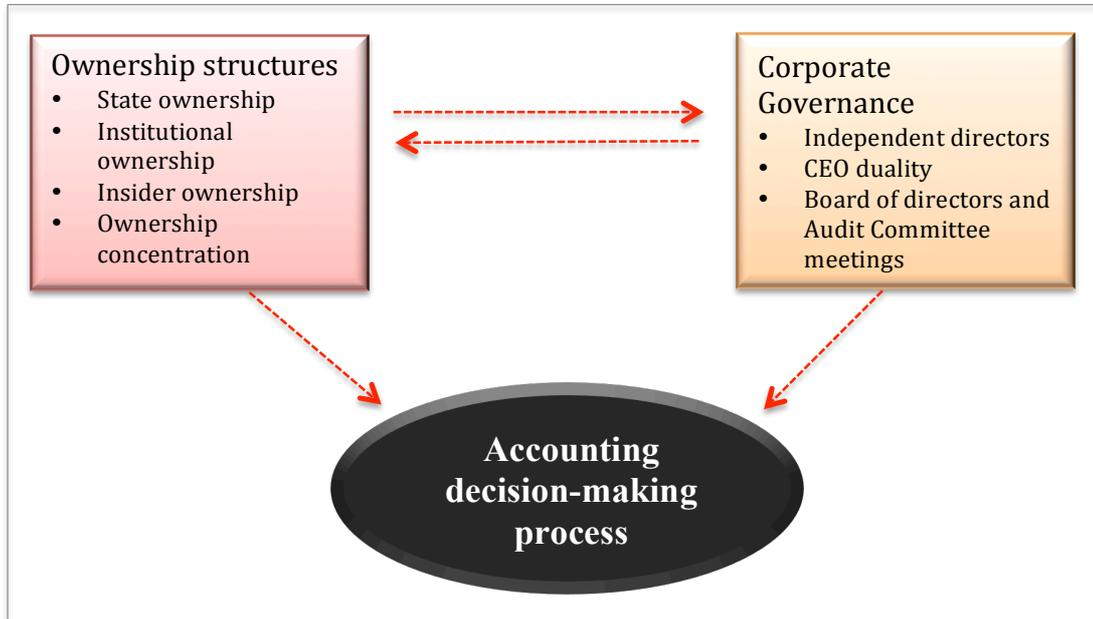 Ownership structures
• State ownership
• Institutional
ownership
• Insider ownership
• Ownership
concentration
Corporate
Governance
• Independent directors
• CEO duality
• Board of directors and
Audit Committee
meetings
Accounting
decision-making
process